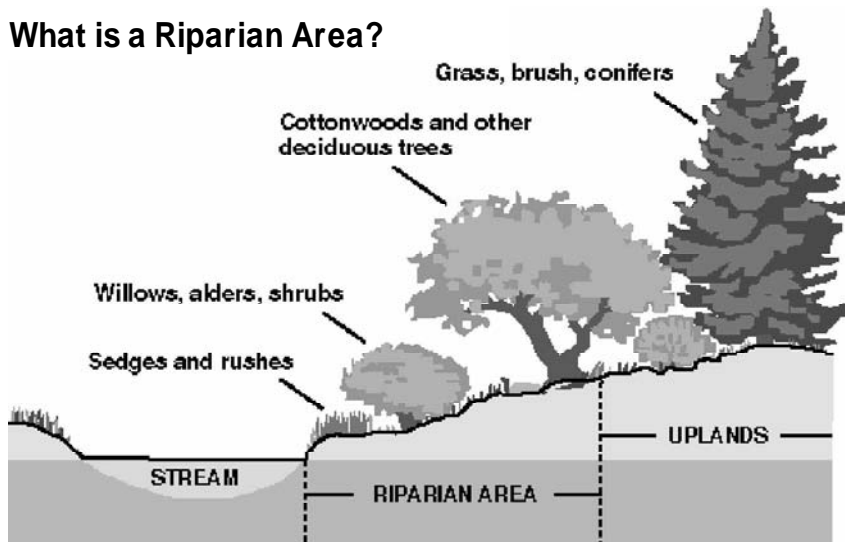 What is a Riparian Area?
Grass, brush, conifers
Cottonwoods and other
deciduous trees
Willows, alders, shrubs
Sedges and rushes
UPLANDS
STREAM
RIPARIAN AREA